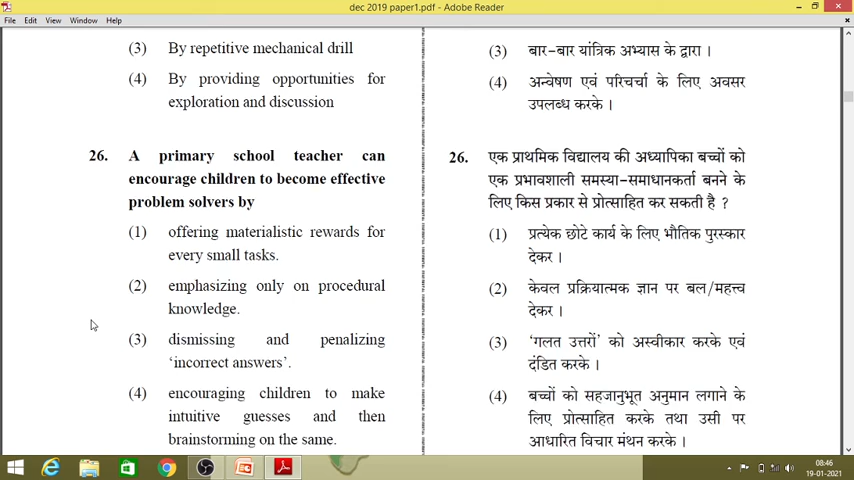 dec 2019 paper1.pdf - Adobe Reader
File Edit View Window Help
(3) By repetitive mechanical drill
(4) By providing opportunities for
exploration and discussion
26. A primary school teacher can
encourage children to become effective
problem solvers by
(1) offering materialistic rewards for
every small tasks.
(2) emphasizing only on procedural
knowledge.
(3) dismissing and penalizing
‘incorrect answers’.
(4) encouraging children to make
intuitive guesses and then
brainstorming on the same.
(3) बार-बार यांत्रिक अभ्यास के द्वारा ।
(4) अन्वेषण एवं परिचर्चा के लिए अवसर
उपलब्ध करके ।
26. एक प्राथमिक विद्यालय की अध्यापिका बच्चों को
एक प्रभावशाली समस्या-समाधानकर्ता बनने के
लिए किस प्रकार से प्रोत्साहित कर सकती है ?
(1) प्रत्येक छोटे कार्य के लिए भौतिक पुरस्कार
देकर ।
(2) केवल प्रक्रियात्मक ज्ञान पर बल/महत्त्व
देकर ।
(3) ‘गलत उत्तरों’ को अस्वीकार करके एवं
दंडित करके ।
(4) बच्चों को सहजानुभूत अनुमान लगाने के
लिए प्रोत्साहित करके तथा उसी पर
आधारित विचार मंथन करके ।
08:46
19-01-2021